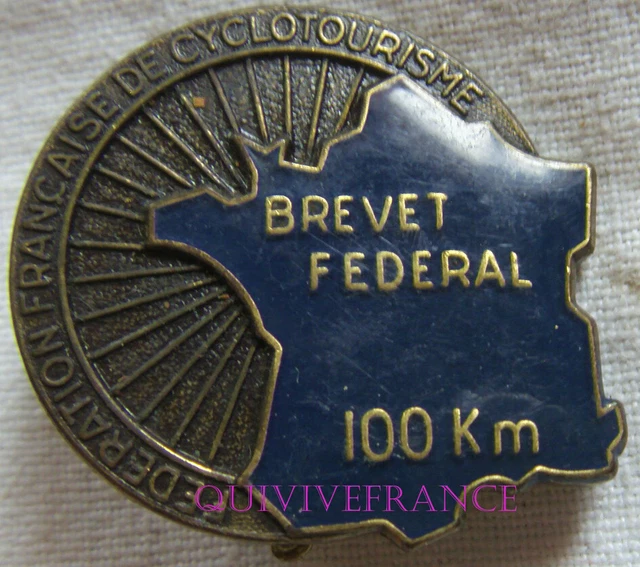 FEDERATION FRANÇAISE DE CYCLOTOURISME
BREVET
FEDERAL
100 Km
QUIVIVEFRANCE